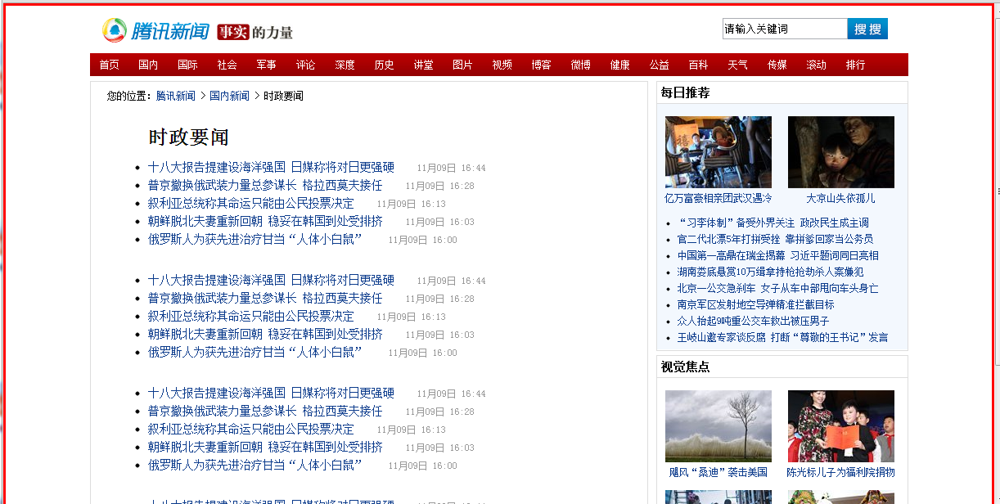 腾讯新闻 事实的力量
请输入关键词 搜 搜
首页 国内 国际 社会 军事 评论 深度 历史 讲堂 图片 视频 博客 微博 健康 公益 百科 天气 传媒 滚动 排行
您的位置：腾讯新闻 > 国内新闻 > 时政要闻
时政要闻
十八大报告提建设海洋强国 日媒称将对日更强硬 11月09日 16:44
普京撤换俄武装力量总参谋长 格拉西莫夫接任 11月09日 16:28
叙利亚总统称其命运只能由公民投票决定 11月09日 16:13
朝鲜脱北夫妻重新回朝 稳妥在韩国到处受排挤 11月09日 16:03
俄罗斯人为获先进治疗甘当“人体小白鼠” 11月09日 16:00
十八大报告提建设海洋强国 日媒称将对日更强硬 11月09日 16:44
普京撤换俄武装力量总参谋长 格拉西莫夫接任 11月09日 16:28
叙利亚总统称其命运只能由公民投票决定 11月09日 16:13
朝鲜脱北夫妻重新回朝 稳妥在韩国到处受排挤 11月09日 16:03
俄罗斯人为获先进治疗甘当“人体小白鼠” 11月09日 16:00
十八大报告提建设海洋强国 日媒称将对日更强硬 11月09日 16:44
普京撤换俄武装力量总参谋长 格拉西莫夫接任 11月09日 16:28
叙利亚总统称其命运只能由公民投票决定 11月09日 16:13
朝鲜脱北夫妻重新回朝 稳妥在韩国到处受排挤 11月09日 16:03
俄罗斯人为获先进治疗甘当“人体小白鼠” 11月09日 16:00
每日推荐
亿万富豪相亲团武汉遇冷 大凉山失依孤儿
“习李体制”备受外界关注 政改民生成主调
官二代北漂5年打拼受挫 靠拼爹回家当公务员
中国第一高鼎在瑞金揭幕 习近平题词同日亮相
湖南娄底悬赏10万缉拿持枪抢劫杀人案嫌犯
北京一公交急刹车 女子从车中部甩向车头身亡
南京军区发射地空导弹精准拦截目标
众人抬起9吨重公交车救出被压男子
王岐山邀专家谈反腐 打断“尊敬的王书记”发言
视觉焦点
飓风“桑迪”袭击美国 陈光标儿子为福利院捐物